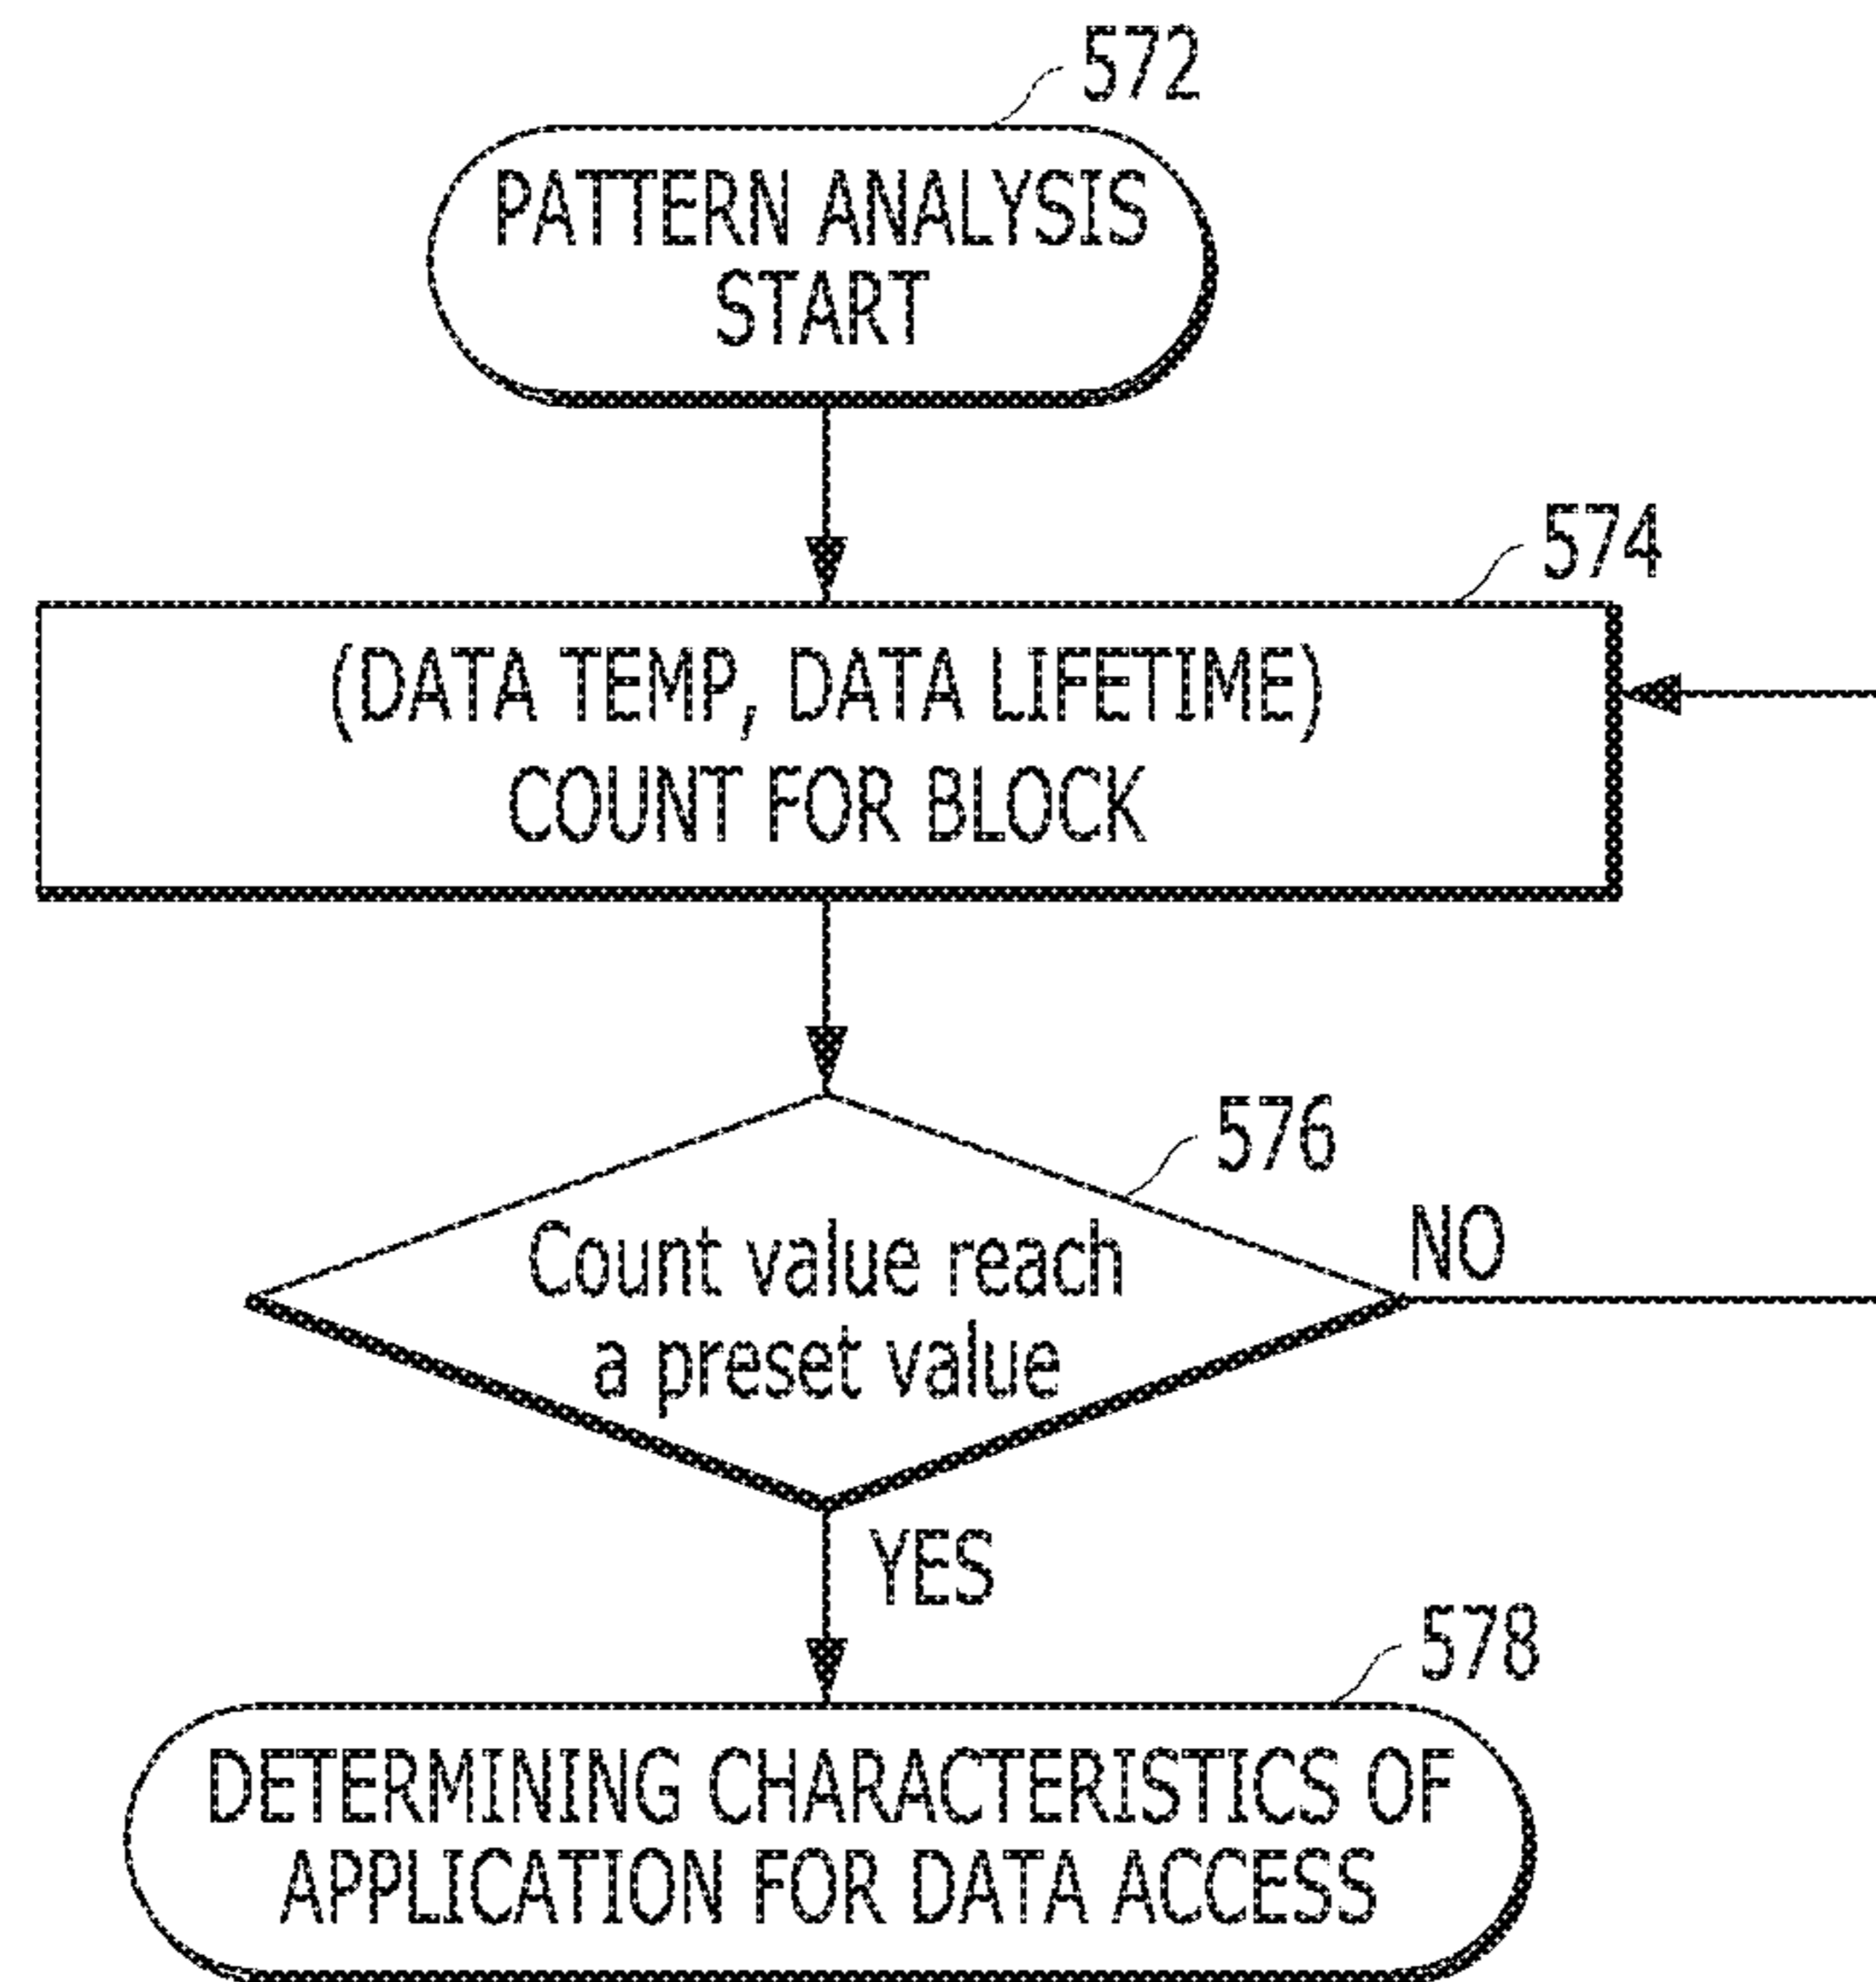 572
PATTERN ANALYSIS
START
574
(DATA TEMP, DATA LIFETIME)
COUNT FOR BLOCK
576
NO
Count value reach
a preset value
YES
578
DETERMINING CHARACTERISTICS OF
APPLICATION FOR DATA ACCESS